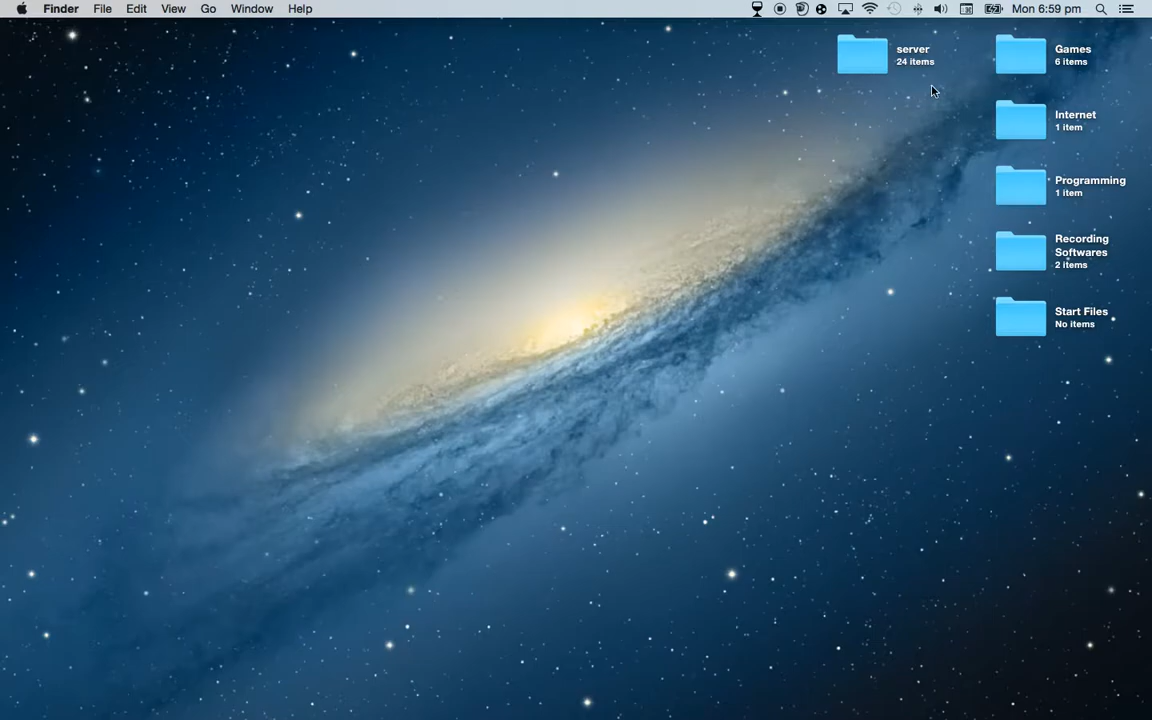 Finder File Edit View Go Window Help Mon 6:59 pm
server
24 items
Games
6 items
Internet
1 item
Programming
1 item
Recording
Softwares
2 items
Start Files
No items